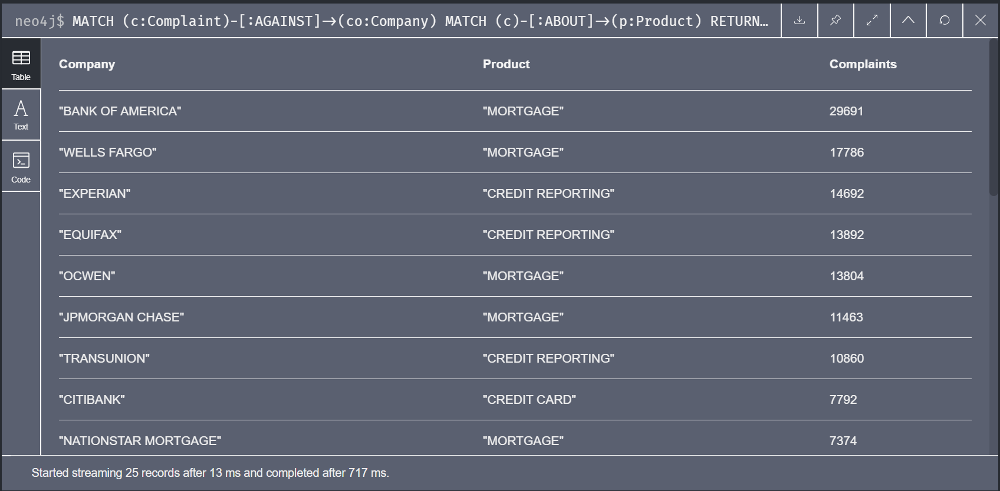 neo4j$ MATCH (c:Complaint)-[:AGAINST]→(co:Company) MATCH (c)-[:ABOUT]→(p:Product) RETURN…
Table
Text
Code
Company Product Complaints
"BANK OF AMERICA" "MORTGAGE" 29691
"WELLS FARGO" "MORTGAGE" 17786
"EXPERIAN" "CREDIT REPORTING" 14692
"EQUIFAX" "CREDIT REPORTING" 13892
"OCWEN" "MORTGAGE" 13804
"JPMORGAN CHASE" "MORTGAGE" 11463
"TRANSUNION" "CREDIT REPORTING" 10860
"CITIBANK" "CREDIT CARD" 7792
"NATIONSTAR MORTGAGE" "MORTGAGE" 7374
Started streaming 25 records after 13 ms and completed after 717 ms.